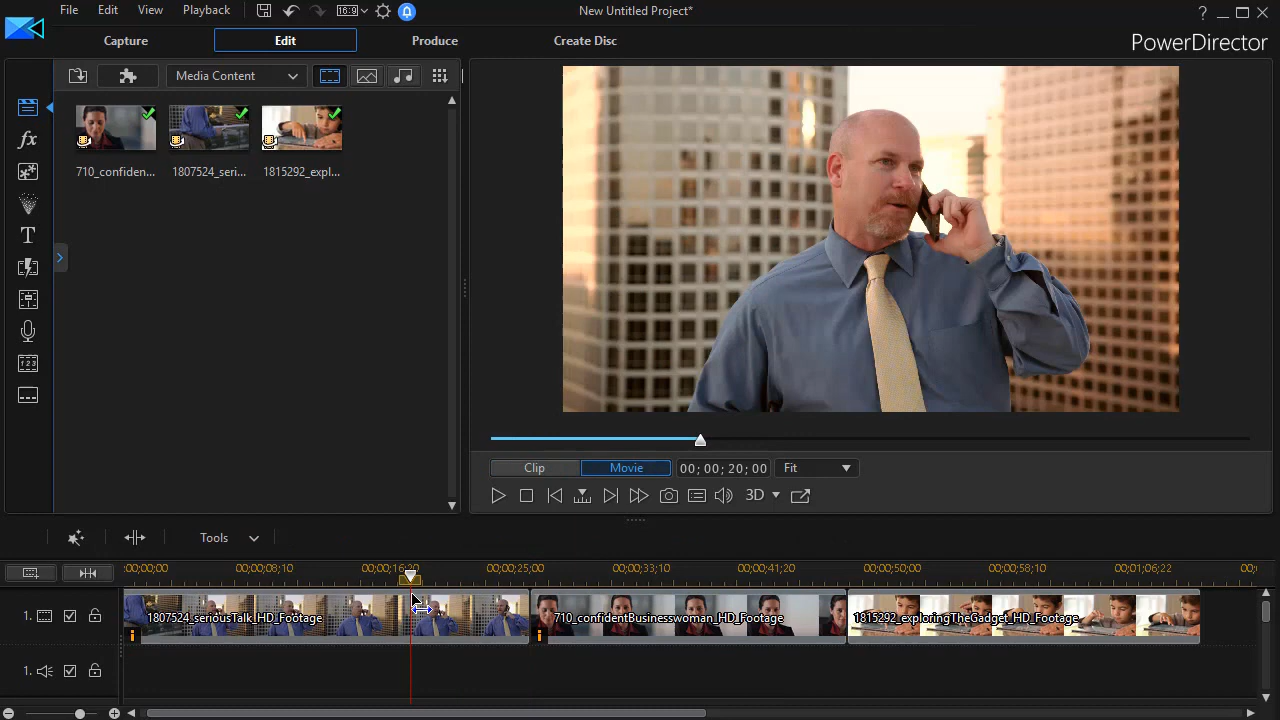 File Edit View Playback 16:9 New Untitled Project* ?
Capture Edit Produce Create Disc PowerDirector
Media Content
fx
710_confiden... 1807524_seri... 1815292_expl...
T
Clip Movie 00; 00; 20; 00 Fit
3D
Tools
:00;00;00 00;00;08;10 00;00;16;20 00;00;25;00 00;00;33;10 00;00;41;20 00;00;50;00 00;00;58;10 00;01;06;22 00;0
1. 1807524_seriousTalk_HD_Footage 710_confidentBusinesswoman_HD_Footage 1815292_exploringTheGadget_HD_Footage
i i
1.